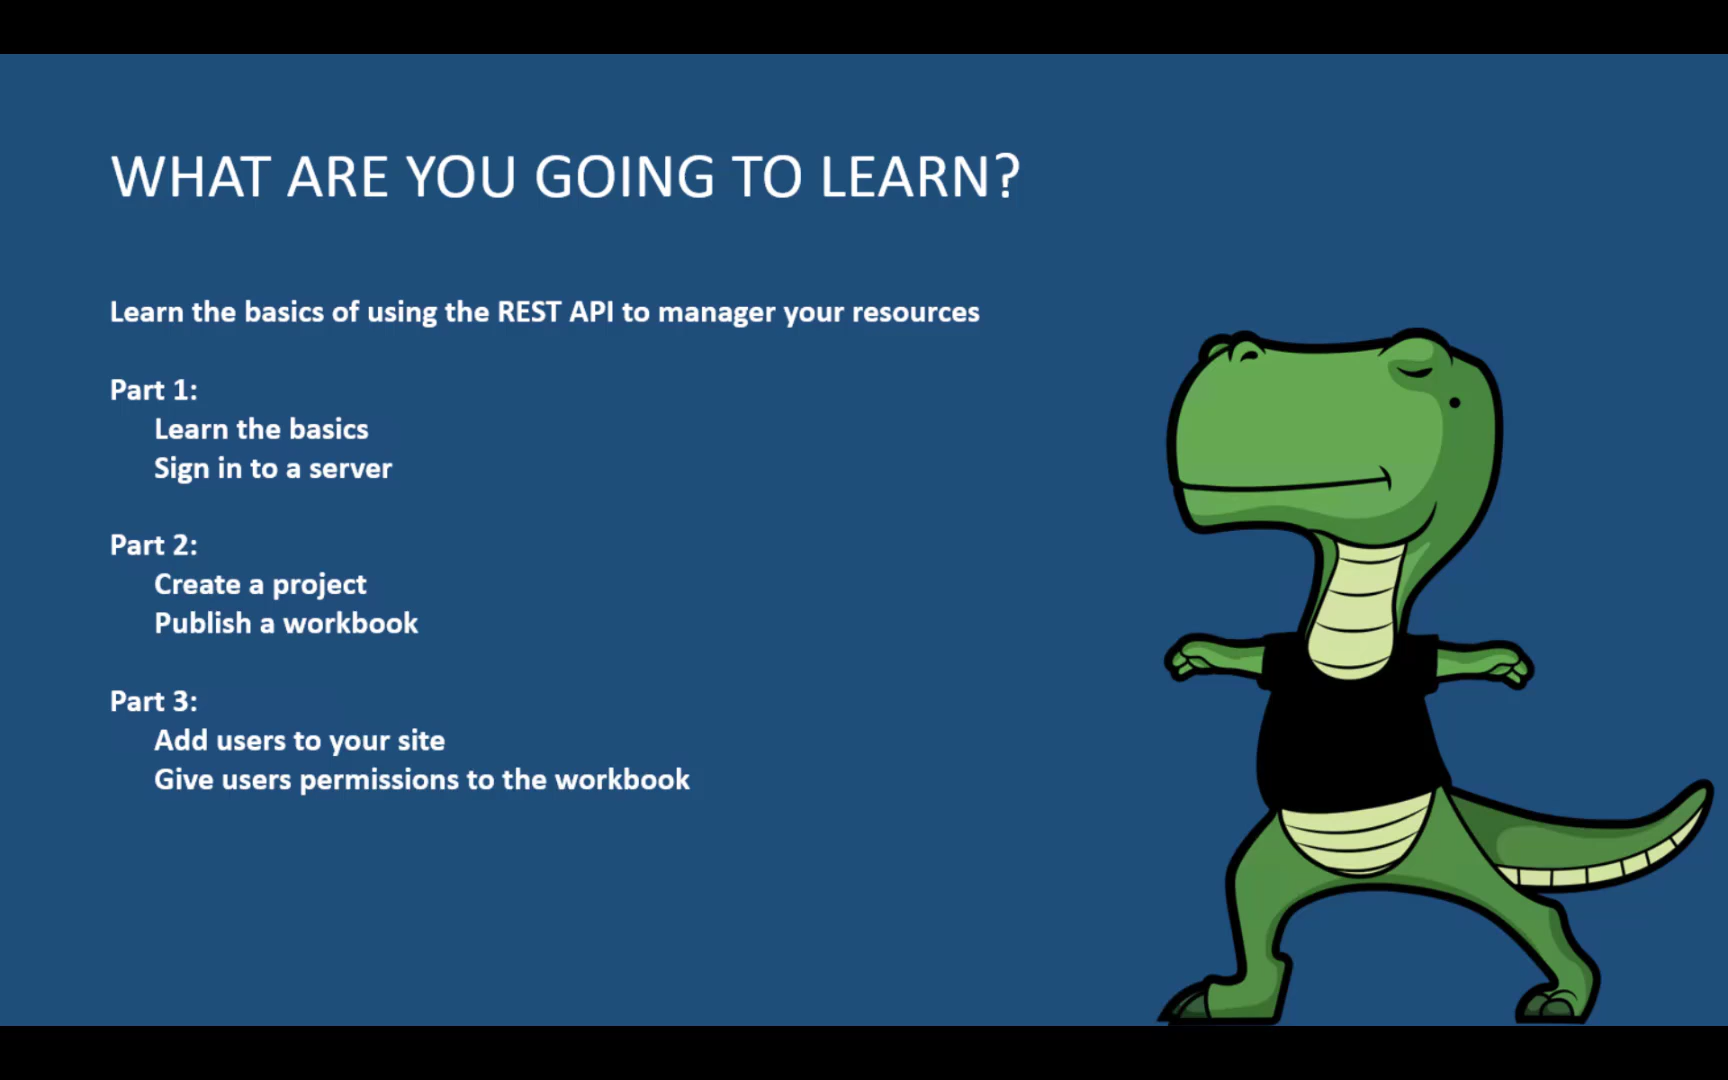 WHAT ARE YOU GOING TO LEARN?
Learn the basics of using the REST API to manager your resources
Part 1:
Learn the basics
Sign in to a server
Part 2:
Create a project
Publish a workbook
Part 3:
Add users to your site
Give users permissions to the workbook